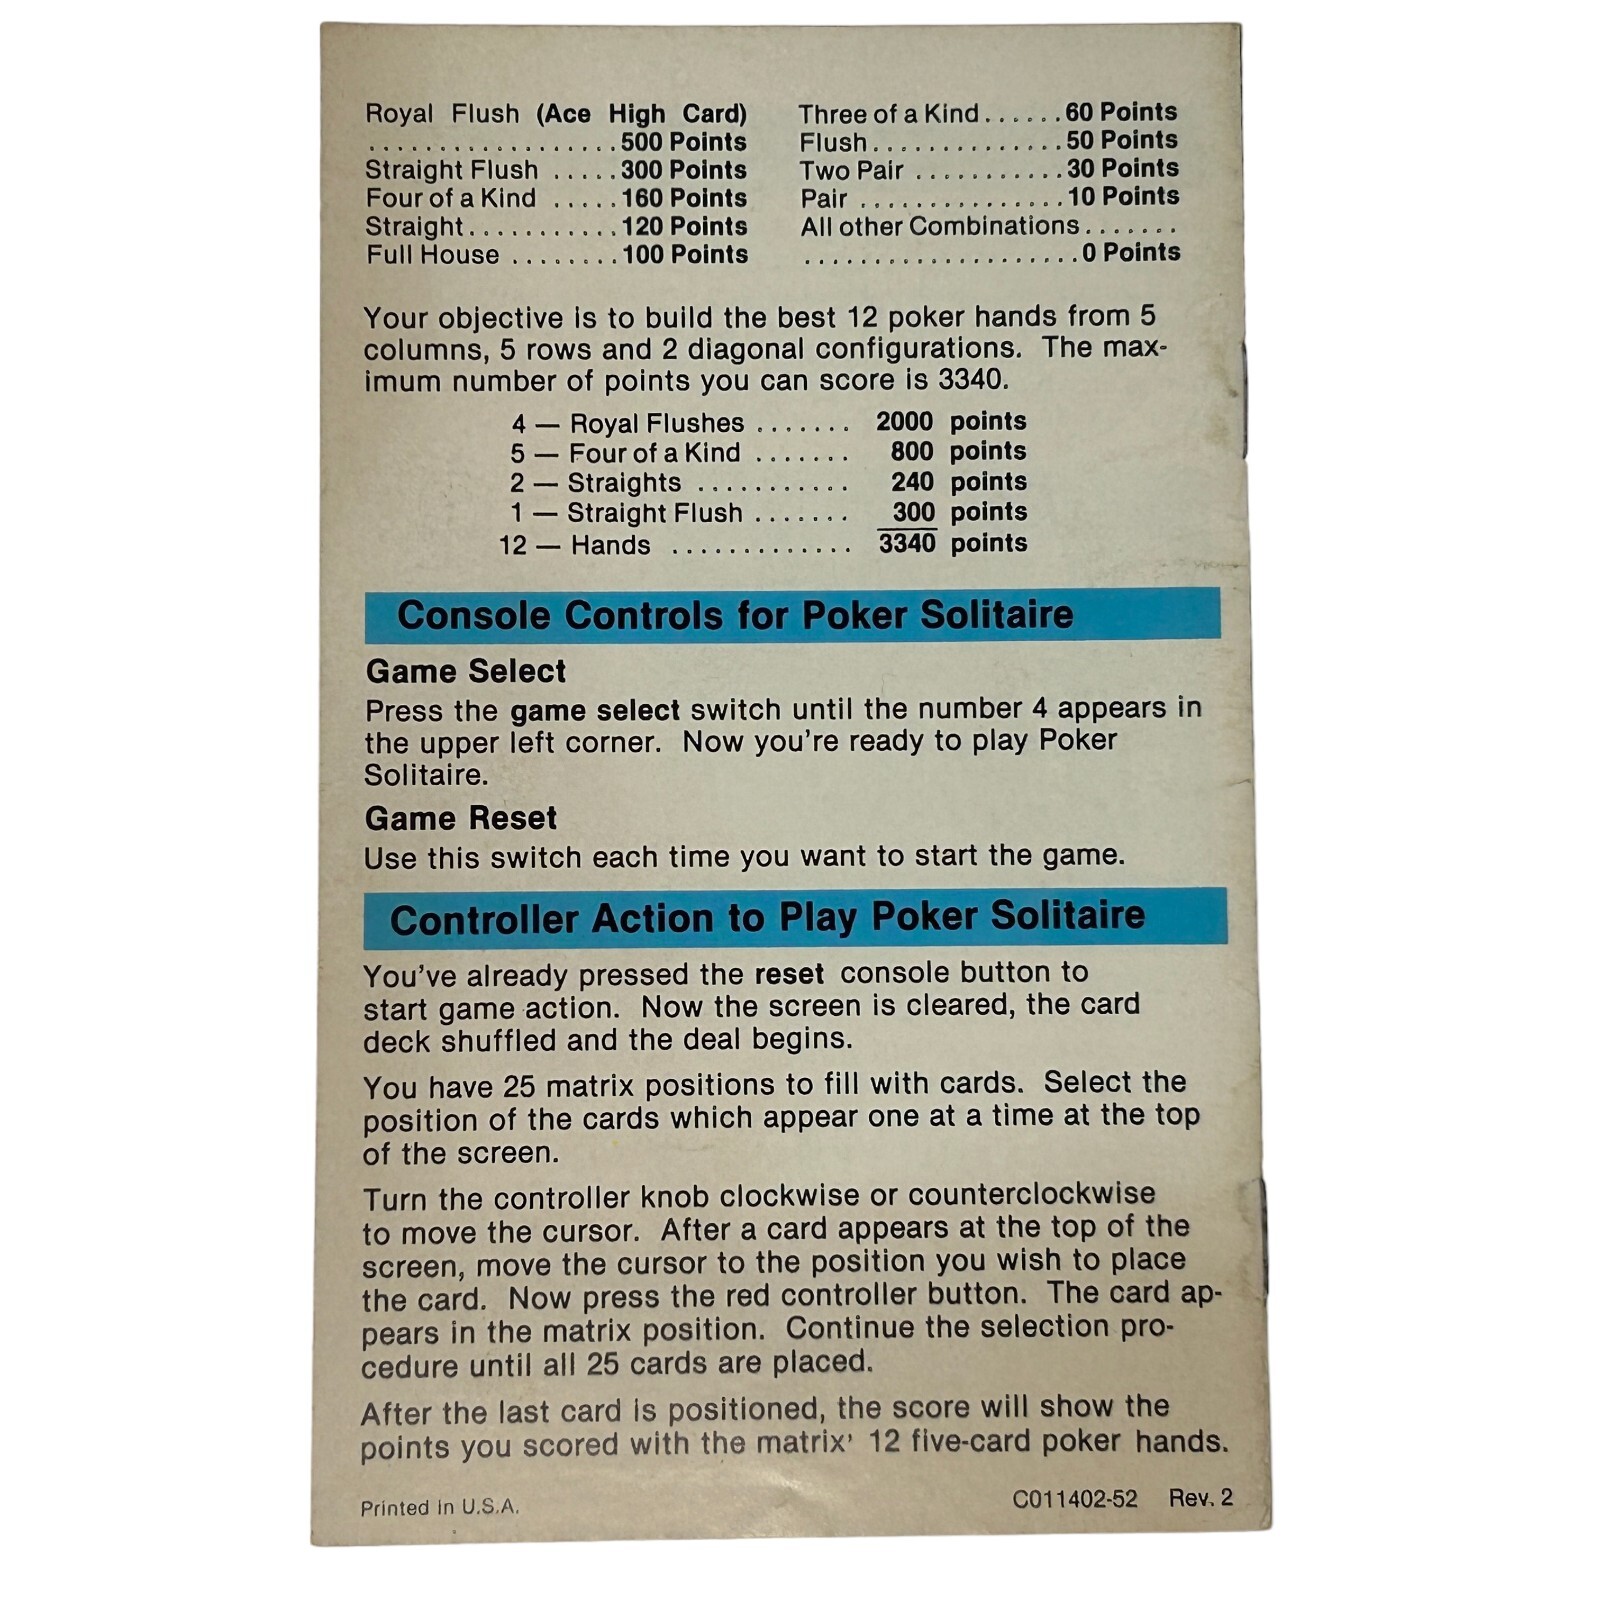 Royal Flush (Ace High Card)
.................. 500 Points
Straight Flush ..... 300 Points
Four of a Kind ..... 160 Points
Straight........... 120 Points
Full House ........ 100 Points
Three of a Kind...... 60 Points
Flush.............. 50 Points
Two Pair ........... 30 Points
Pair ............... 10 Points
All other Combinations.......
.................... 0 Points
Your objective is to build the best 12 poker hands from 5
columns, 5 rows and 2 diagonal configurations. The max-
imum number of points you can score is 3340.
4 — Royal Flushes ....... 2000 points
5 — Four of a Kind ....... 800 points
2 — Straights ........... 240 points
1 — Straight Flush ....... 300 points
12 — Hands ............. 3340 points
Console Controls for Poker Solitaire
Game Select
Press the game select switch until the number 4 appears in
the upper left corner. Now you're ready to play Poker
Solitaire.
Game Reset
Use this switch each time you want to start the game.
Controller Action to Play Poker Solitaire
You've already pressed the reset console button to
start game action. Now the screen is cleared, the card
deck shuffled and the deal begins.
You have 25 matrix positions to fill with cards. Select the
position of the cards which appear one at a time at the top
of the screen.
Turn the controller knob clockwise or counterclockwise
to move the cursor. After a card appears at the top of the
screen, move the cursor to the position you wish to place
the card. Now press the red controller button. The card ap-
pears in the matrix position. Continue the selection pro-
cedure until all 25 cards are placed.
After the last card is positioned, the score will show the
points you scored with the matrix' 12 five-card poker hands.
Printed in U.S.A.
C011402-52 Rev. 2